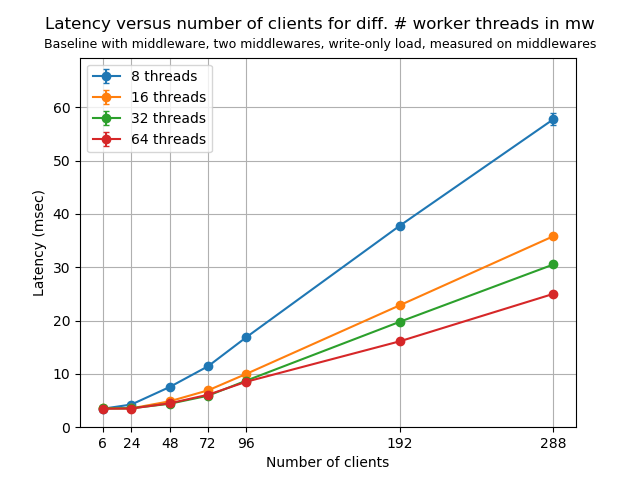 Latency versus number of clients for diff. # worker threads in mw
Baseline with middleware, two middlewares, write-only load, measured on middlewares
8 threads
16 threads
32 threads
64 threads
Latency (msec)
60
50
40
30
20
10
0
6 24 48 72 96 192 288
Number of clients